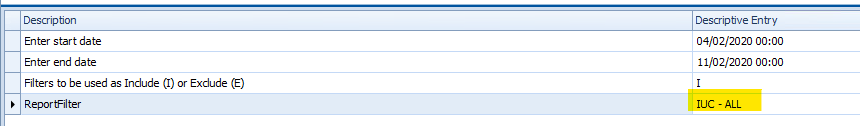 Description Descriptive Entry
Enter start date 04/02/2020 00:00
Enter end date 11/02/2020 00:00
Filters to be used as Include (I) or Exclude (E) I
ReportFilter IUC - ALL